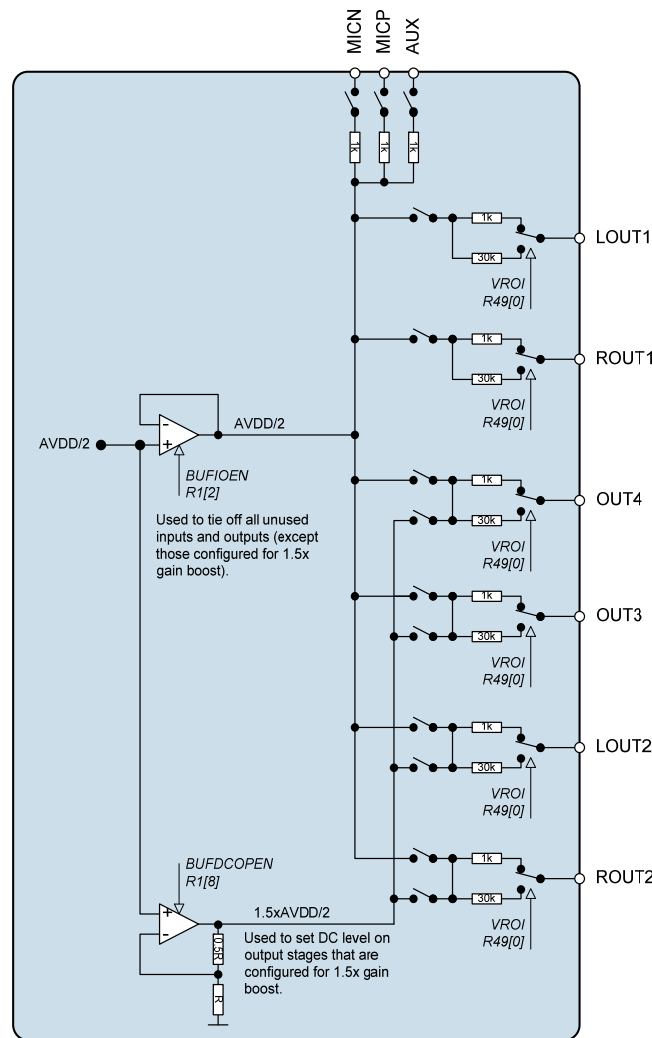 MICN
MICP
AUX
1k
1k
1k
1k
30k
LOUT1
VROI
R49[0]
1k
30k
ROUT1
VROI
R49[0]
AVDD/2
-
+
AVDD/2
BUFIOEN
R1[2]
Used to tie off all unused
inputs and outputs (except
those configured for 1.5x
gain boost).
1k
30k
OUT4
VROI
R49[0]
1k
30k
OUT3
VROI
R49[0]
1k
30k
LOUT2
VROI
R49[0]
1k
30k
ROUT2
VROI
R49[0]
BUFDCOPEN
R1[8]
+
-
1.5xAVDD/2
0.5R
R
Used to set DC level on
output stages that are
configured for 1.5x gain
boost.